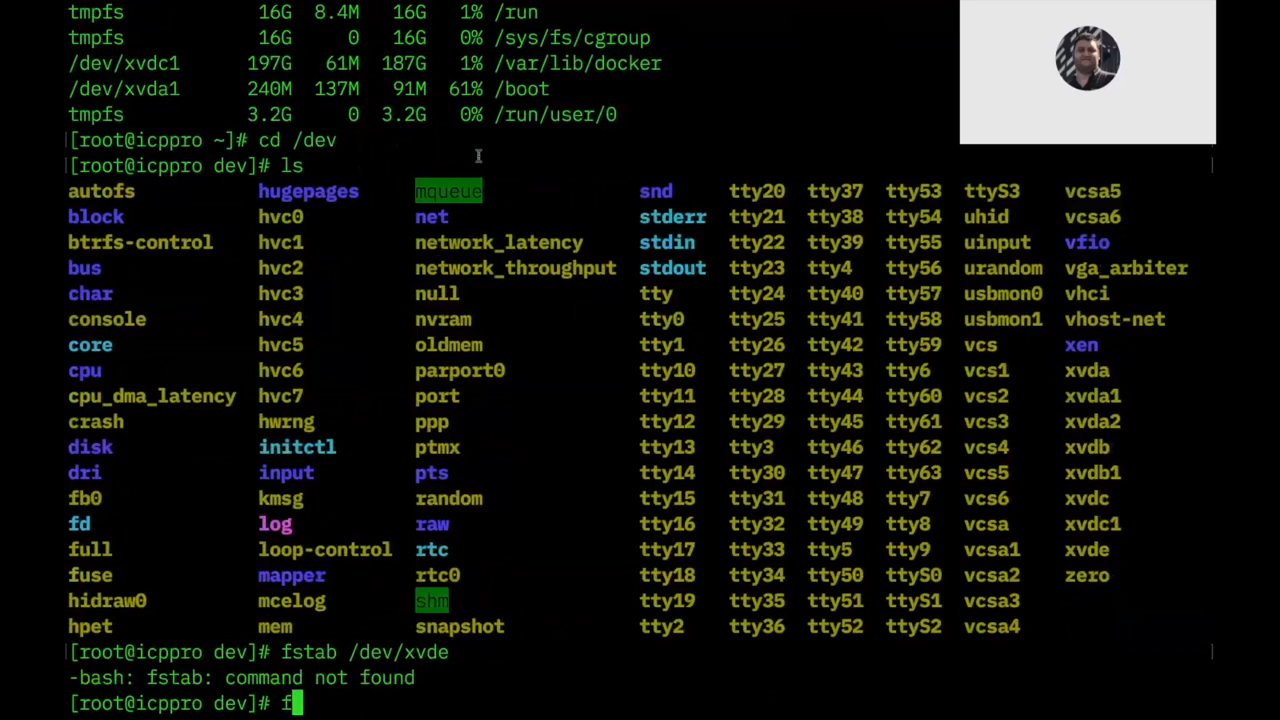 tmpfs 16G 8.4M 16G 1% /run
tmpfs 16G 0 16G 0% /sys/fs/cgroup
/dev/xvdc1 197G 61M 187G 1% /var/lib/docker
/dev/xvda1 240M 137M 91M 61% /boot
tmpfs 3.2G 0 3.2G 0% /run/user/0
[root@icppro ~]# cd /dev
[root@icppro dev]# ls
autofs hugepages mqueue snd tty20 tty37 tty53 ttyS3 vcsa5
block hvc0 net stderr tty21 tty38 tty54 uhid vcsa6
btrfs-control hvc1 network_latency stdin tty22 tty39 tty55 uinput vfio
bus hvc2 network_throughput stdout tty23 tty4 tty56 urandom vga_arbiter
char hvc3 null tty tty24 tty40 tty57 usbmon0 vhci
console hvc4 nvram tty0 tty25 tty41 tty58 usbmon1 vhost-net
core hvc5 oldmem tty1 tty26 tty42 tty59 vcs xen
cpu hvc6 parport0 tty10 tty27 tty43 tty6 vcs1 xvda
cpu_dma_latency hvc7 port tty11 tty28 tty44 tty60 vcs2 xvda1
crash hwrng ppp tty12 tty29 tty45 tty61 vcs3 xvda2
disk initctl ptmx tty13 tty3 tty46 tty62 vcs4 xvdb
dri input pts tty14 tty30 tty47 tty63 vcs5 xvdb1
fb0 kmsg random tty15 tty31 tty48 tty7 vcs6 xvdc
fd log raw tty16 tty32 tty49 tty8 vcsa xvdc1
full loop-control rtc tty17 tty33 tty5 tty9 vcsa1 xvde
fuse mapper rtc0 tty18 tty34 tty50 ttyS0 vcsa2 zero
hidraw0 mcelog shm tty19 tty35 tty51 ttyS1 vcsa3
hpet mem snapshot tty2 tty36 tty52 ttyS2 vcsa4
[root@icppro dev]# fstab /dev/xvde
-bash: fstab: command not found
[root@icppro dev]# f